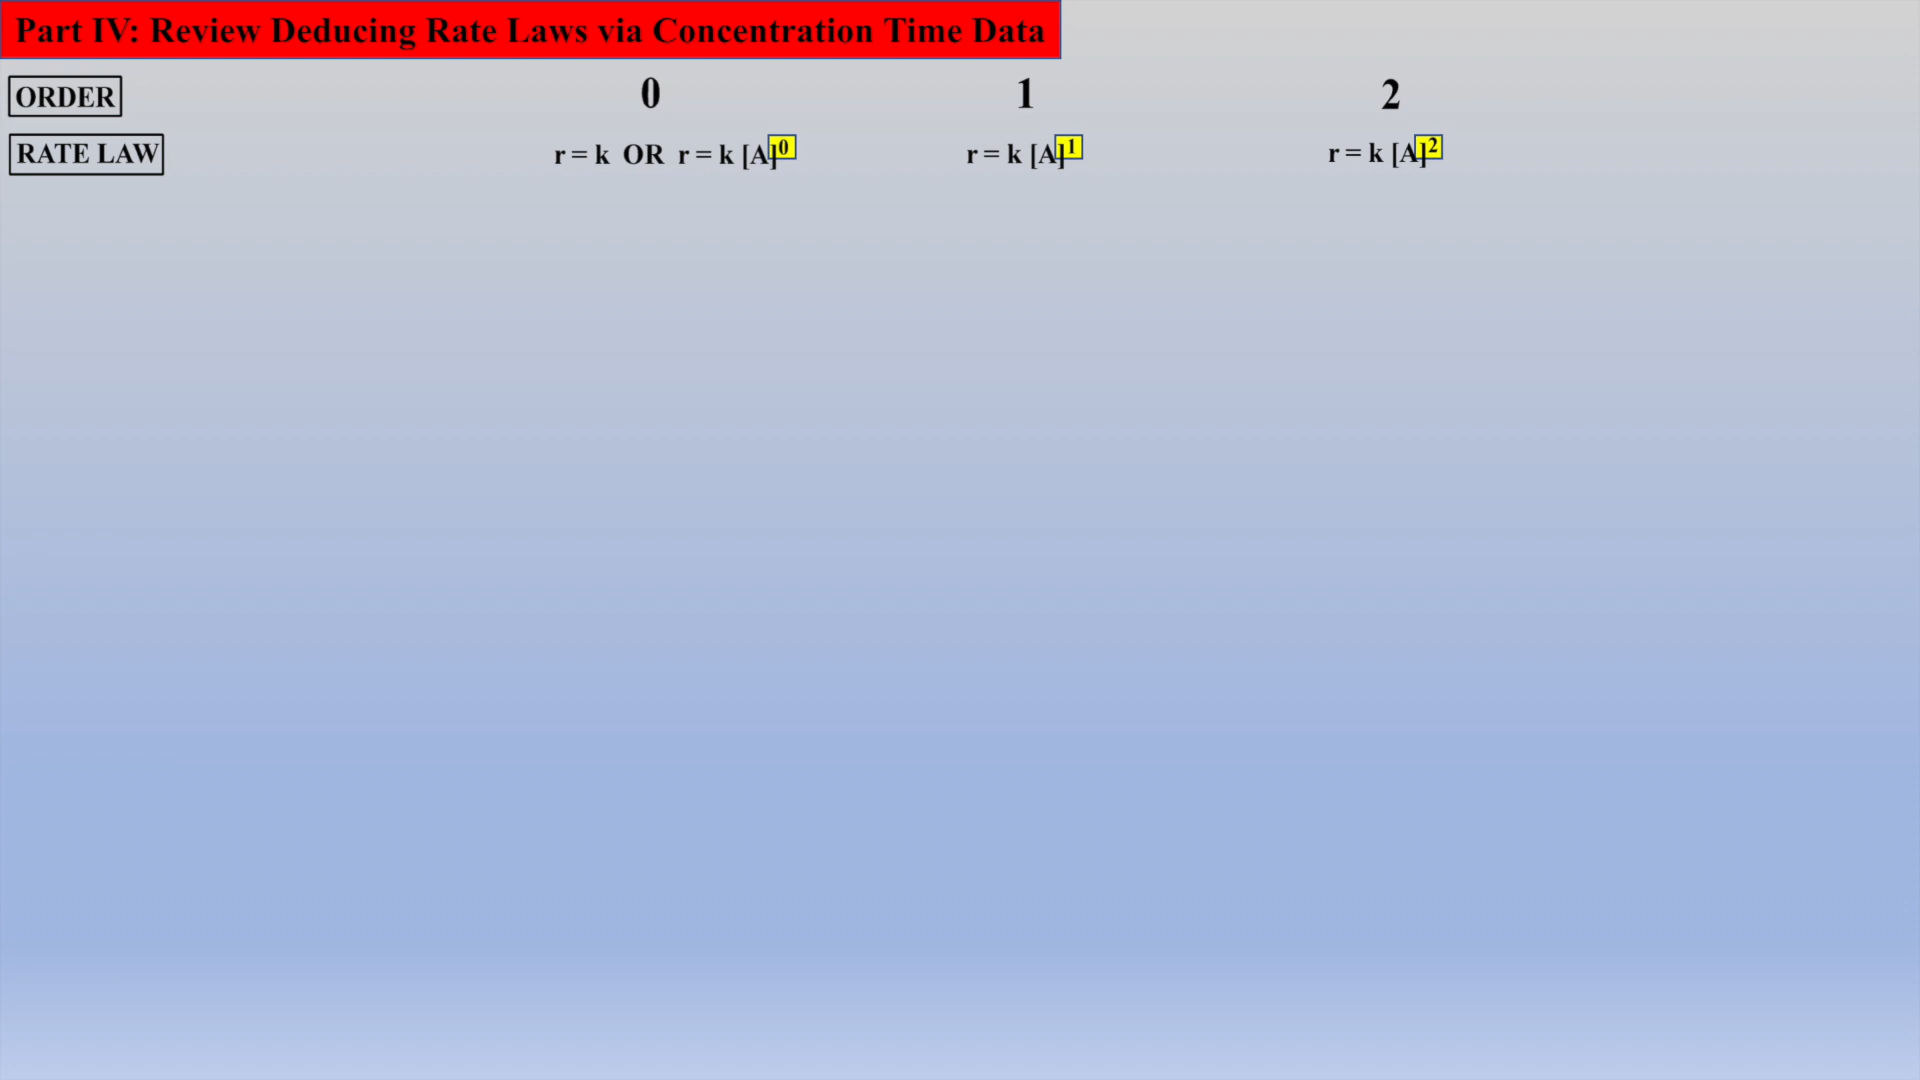 Part IV: Review Deducing Rate Laws via Concentration Time Data
ORDER 0 1 2
RATE LAW r = k OR r = k [A]⁰ r = k [A]¹ r = k [A]²